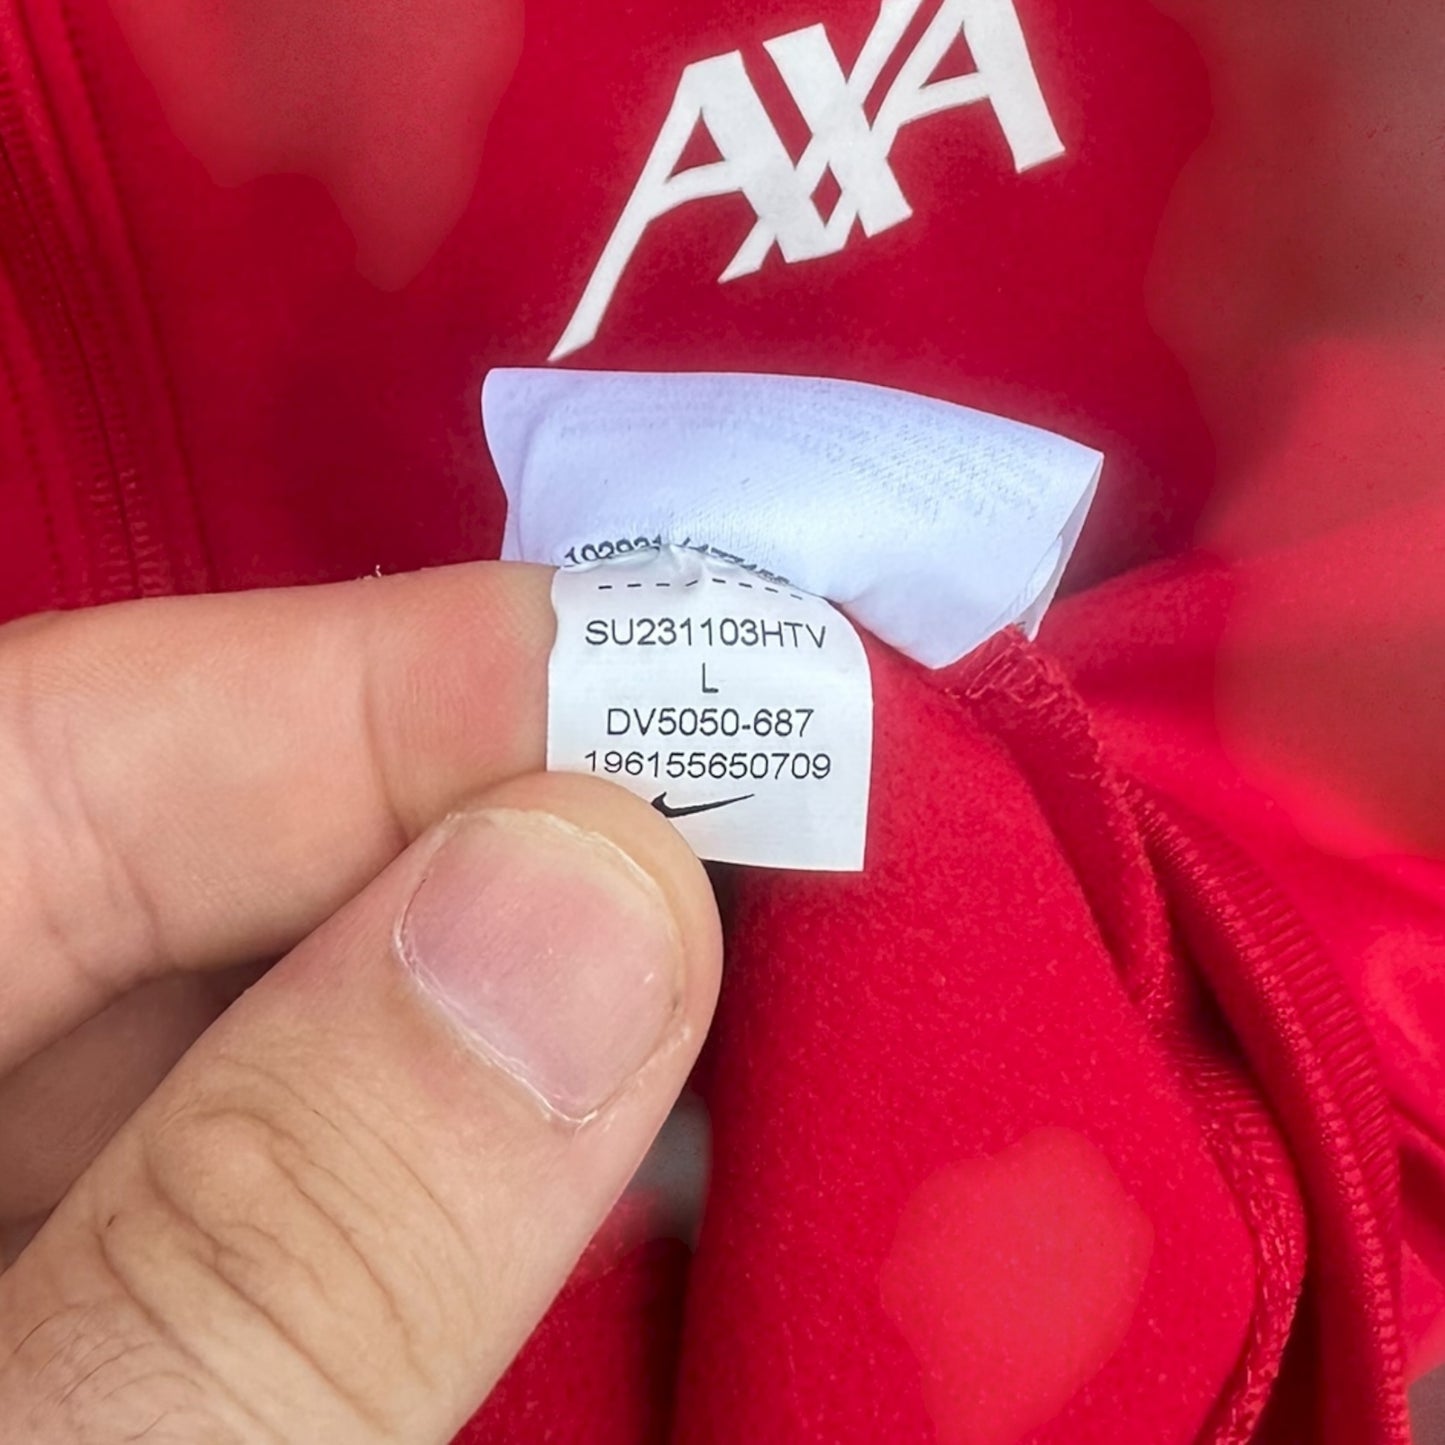 AXA
SU231103HTV
L
DV5050-687
196155650709